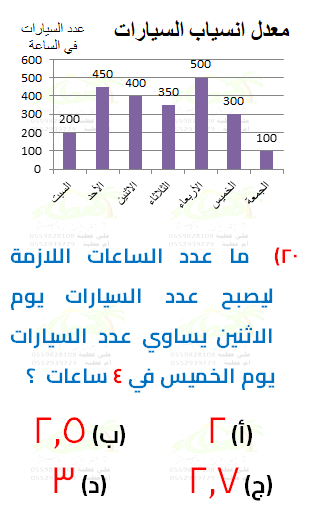 معدل انسياب السيارات
عدد السيارات
في الساعة
600
500
400
300
200
100
0
200
450
400
350
500
300
100
السبت
الأحد
الاثنين
الثلاثاء
الأربعاء
الخميس
الجمعة
٢٠) ما عدد الساعات اللازمة
ليصبح عدد السيارات يوم
الاثنين يساوي عدد السيارات
يوم الخميس في ٤ ساعات ؟
(أ) ٢ (ب) ٢,٥
(ج) ٢,٧ (د) ٣